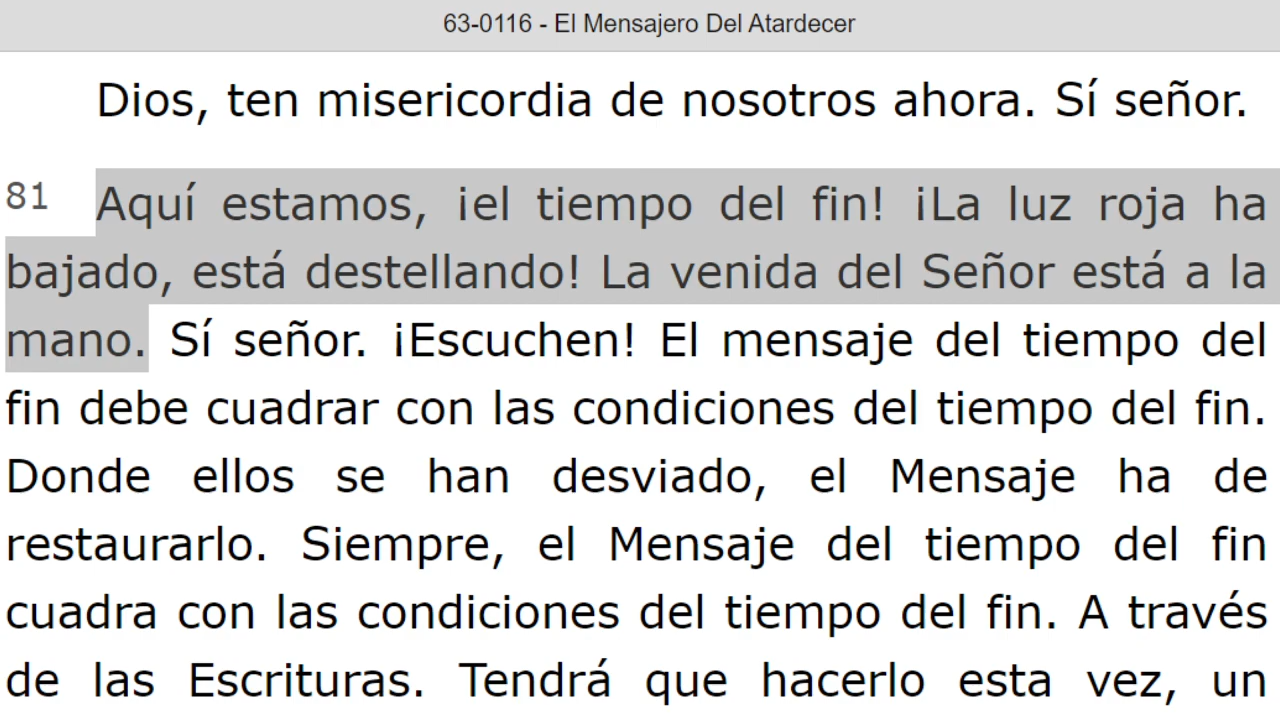 63-0116 - El Mensajero Del Atardecer
Dios, ten misericordia de nosotros ahora. Sí señor.
81 Aquí estamos, ¡el tiempo del fin! ¡La luz roja ha
bajado, está destellando! La venida del Señor está a la
mano. Sí señor. ¡Escuchen! El mensaje del tiempo del
fin debe cuadrar con las condiciones del tiempo del fin.
Donde ellos se han desviado, el Mensaje ha de
restaurarlo. Siempre, el Mensaje del tiempo del fin
cuadra con las condiciones del tiempo del fin. A través
de las Escrituras. Tendrá que hacerlo esta vez, un